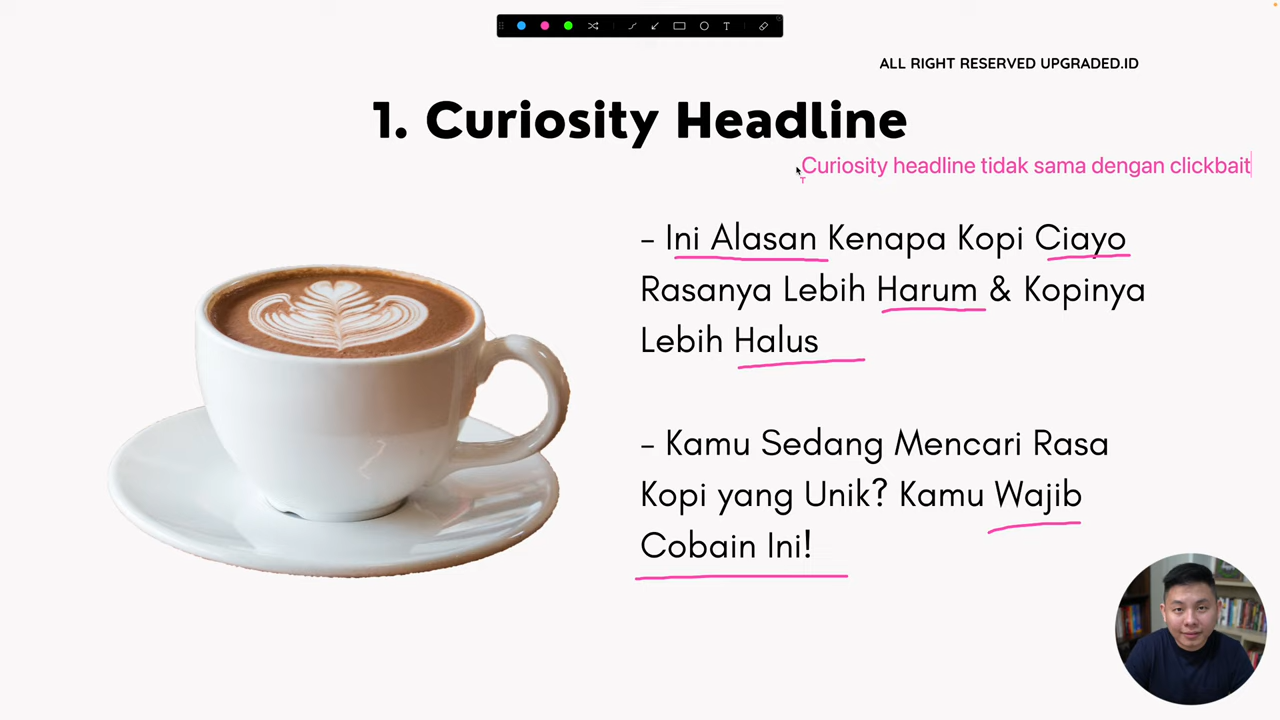 T
ALL RIGHT RESERVED UPGRADED.ID
1. Curiosity Headline
Curiosity headline tidak sama dengan clickbait
- Ini Alasan Kenapa Kopi Ciayo
Rasanya Lebih Harum & Kopinya
Lebih Halus
- Kamu Sedang Mencari Rasa
Kopi yang Unik? Kamu Wajib
Cobain Ini!